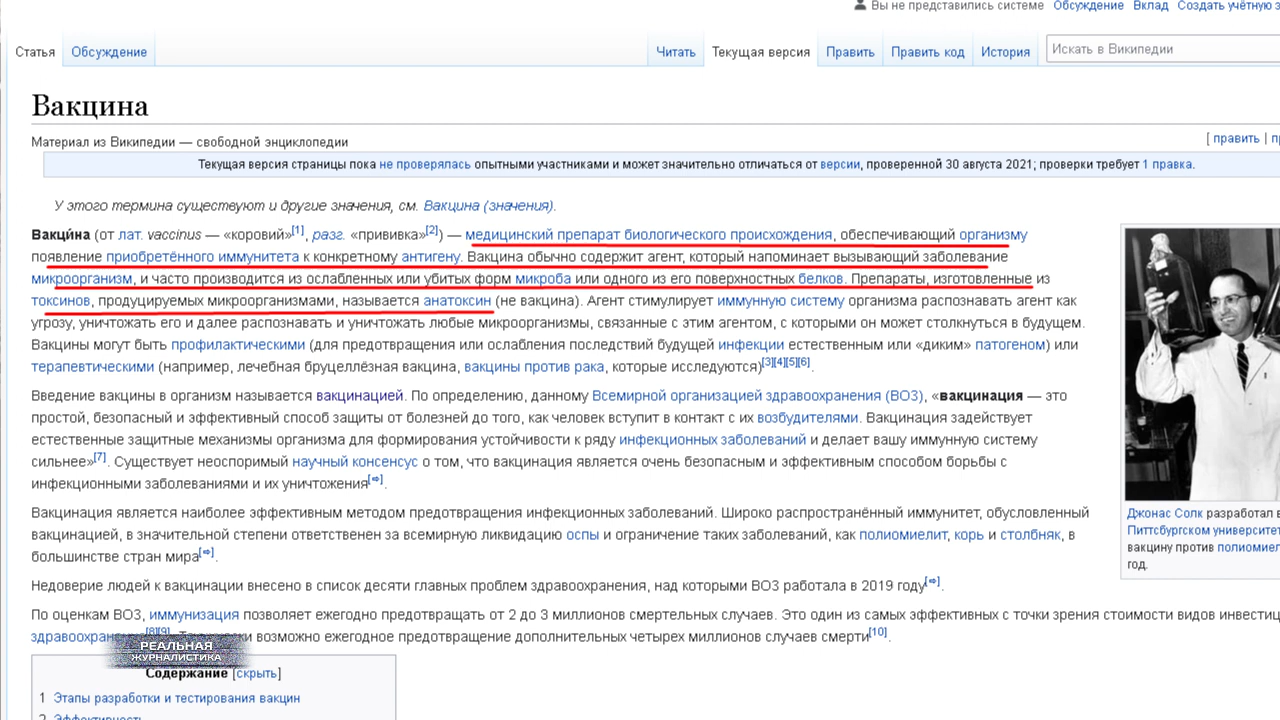 Вы не представились системе Обсуждение Вклад Создать учётную
Статья Обсуждение Читать Текущая версия Править Править код История Искать в Википедии
Вакцина
Материал из Википедии — свободной энциклопедии
[ править |
Текущая версия страницы пока не проверялась опытными участниками и может значительно отличаться от версии, проверенной 30 августа 2021; проверки требует 1 правка.
У этого термина существуют и другие значения, см. Вакцина (значения).
Вакци́на (от лат. vaccinus — «коровий»[1], разг. «прививка»[2]) — медицинский препарат биологического происхождения, обеспечивающий организму
появление приобретённого иммунитета к конкретному антигену. Вакцина обычно содержит агент, который напоминает вызывающий заболевание
микроорганизм, и часто производится из ослабленных или убитых форм микроба или одного из его поверхностных белков. Препараты, изготовленные из
токсинов, продуцируемых микроорганизмами, называется анатоксин (не вакцина). Агент стимулирует иммунную систему организма распознавать агент как
угрозу, уничтожать его и далее распознавать и уничтожать любые микроорганизмы, связанные с этим агентом, с которыми он может столкнуться в будущем.
Вакцины могут быть профилактическими (для предотвращения или ослабления последствий будущей инфекции естественным или «диким» патогеном) или
терапевтическими (например, лечебная бруцеллёзная вакцина, вакцины против рака, которые исследуются)[3][4][5][6].
Введение вакцины в организм называется вакцинацией. По определению, данному Всемирной организацией здравоохранения (ВОЗ), «вакцинация — это
простой, безопасный и эффективный способ защиты от болезней до того, как человек вступит в контакт с их возбудителями. Вакцинация задействует
естественные защитные механизмы организма для формирования устойчивости к ряду инфекционных заболеваний и делает вашу иммунную систему
сильнее»[7]. Существует неоспоримый научный консенсус о том, что вакцинация является очень безопасным и эффективным способом борьбы с
инфекционными заболеваниями и их уничтожения[⇨].
Вакцинация является наиболее эффективным методом предотвращения инфекционных заболеваний. Широко распространённый иммунитет, обусловленный
вакцинацией, в значительной степени ответственен за всемирную ликвидацию оспы и ограничение таких заболеваний, как полиомиелит, корь и столбняк, в
большинстве стран мира[⇨].
Недоверие людей к вакцинации внесено в список десяти главных проблем здравоохранения, над которыми ВОЗ работала в 2019 году[⇨].
По оценкам ВОЗ, иммунизация позволяет ежегодно предотвращать от 2 до 3 миллионов смертельных случаев. Это один из самых эффективных с точки зрения стоимости видов инвестиц
здравоохран [8][9]. возможно ежегодное предотвращение дополнительных четырех миллионов случаев смерти[10].
Джонас Солк разработал в
Питтсбургском университет
вакцину против полиомиел
год.
РЕАЛЬНАЯ
ЖУРНАЛИСТИКА
Содержание [скрыть]
1 Этапы разработки и тестирования вакцин
2 Эффективность